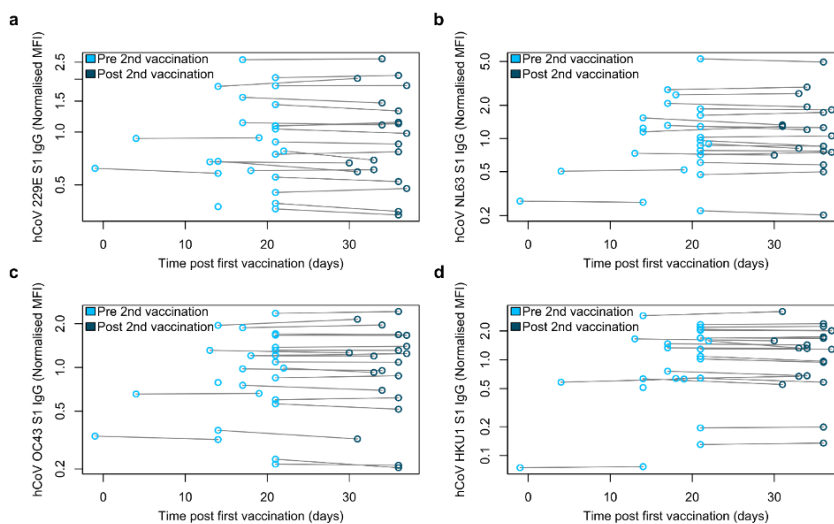 a
hCoV 229E S1 IgG (Normalised MFI)
2.5
1.5
1.0
0.5
Pre 2nd vaccination
Post 2nd vaccination
0 10 20 30
Time post first vaccination (days)
b
hCoV NL63 S1 IgG (Normalised MFI)
5.0
2.0
1.0
0.5
0.2
Pre 2nd vaccination
Post 2nd vaccination
0 10 20 30
Time post first vaccination (days)
c
hCoV OC43 S1 IgG (Normalised MFI)
2.0
1.0
0.5
0.2
Pre 2nd vaccination
Post 2nd vaccination
0 10 20 30
Time post first vaccination (days)
d
hCoV HKU1 S1 IgG (Normalised MFI)
2.0
1.0
0.5
0.2
0.1
Pre 2nd vaccination
Post 2nd vaccination
0 10 20 30
Time post first vaccination (days)